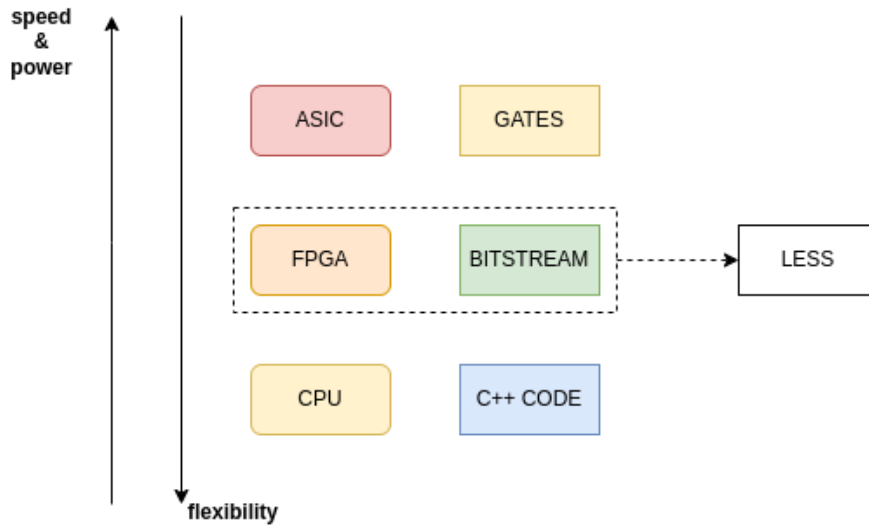 speed
&
power
ASIC
GATES
FPGA
BITSTREAM
LESS
CPU
C++ CODE
flexibility